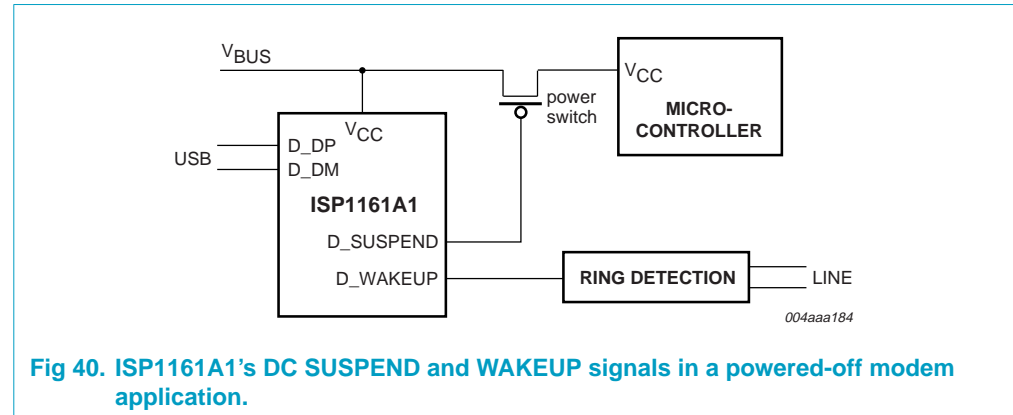 VBUS
VCC
power
switch
MICRO-
CONTROLLER
VCC
USB
D_DP
D_DM
ISP1161A1
D_SUSPEND
D_WAKEUP
RING DETECTION
LINE
004aaa184
Fig 40. ISP1161A1's DC SUSPEND and WAKEUP signals in a powered-off modem
application.